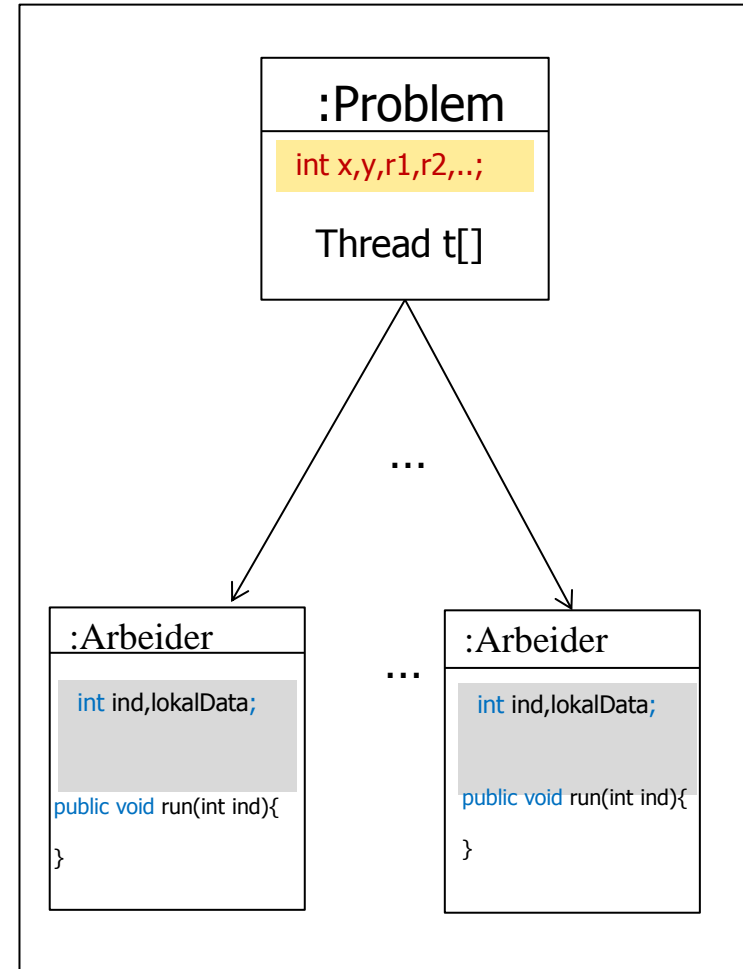 :Problem
int x,y,r1,r2,..;
Thread t[]
...
:Arbeider
int ind,lokalData;
public void run(int ind){
}
...
:Arbeider
int ind,lokalData;
public void run(int ind){
}